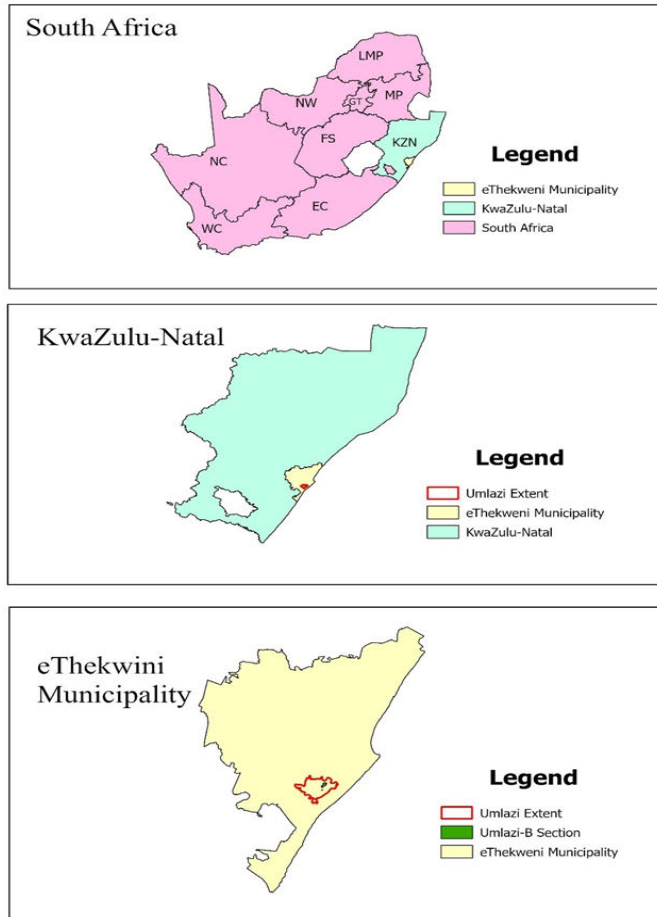 South Africa
LMP
NW
GT
MP
FS
KZN
NC
EC
WC
Legend
eThekweni Municipality
KwaZulu-Natal
South Africa
KwaZulu-Natal
Legend
Umlazi Extent
eThekweni Municipality
KwaZulu-Natal
eThekwini
Municipality
Legend
Umlazi Extent
Umlazi-B Section
eThekweni Municipality